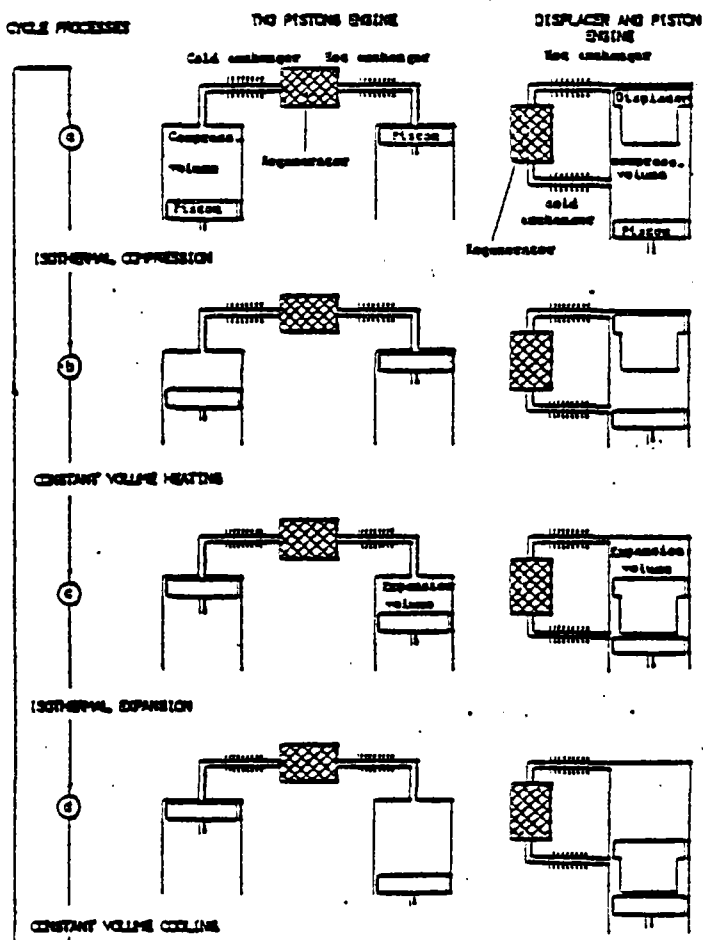 CYCLE PROCESSES
TWO PISTONS ENGINE
DISPLACER AND PISTON
ENGINE
Cold exchanger
Hot exchanger
Hot exchanger
a
Compress.
volume
Piston
Regenerator
Piston
Displacer
compress.
volume
cold
exchanger
Piston
Regenerator
ISOTHERMAL COMPRESSION
b
CONSTANT VOLUME HEATING
c
Expansion
volume
Expansion
volume
ISOTHERMAL EXPANSION
d
CONSTANT VOLUME COOLING